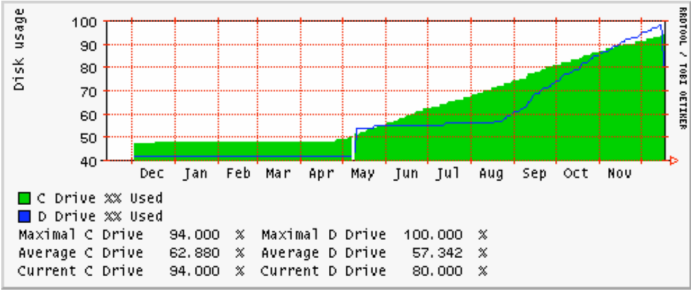 Disk usage
100
90
80
70
60
50
40
Dec Jan Feb Mar Apr May Jun Jul Aug Sep Oct Nov
RRDTOOL / TOBI OETIKER
C Drive %% Used
D Drive %% Used
Maximal C Drive 94.000 % Maximal D Drive 100.000 %
Average C Drive 62.880 % Average D Drive 57.342 %
Current C Drive 94.000 % Current D Drive 80.000 %